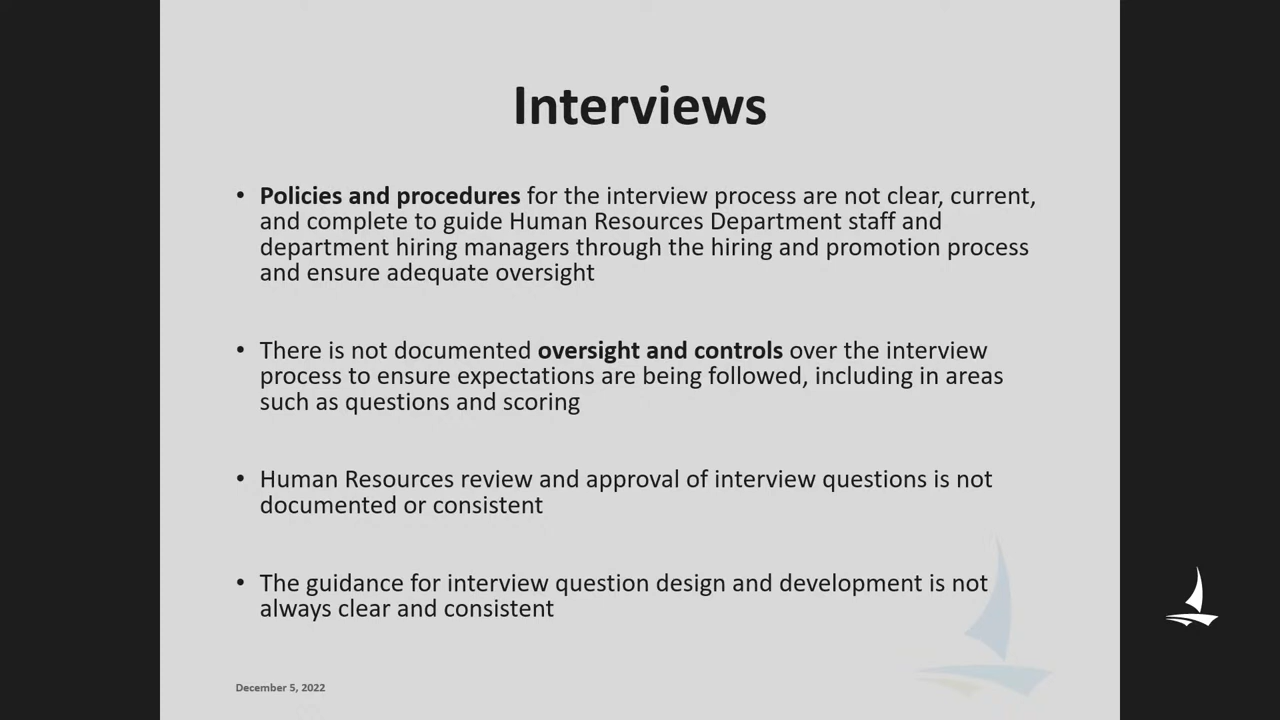 Interviews
• Policies and procedures for the interview process are not clear, current,
and complete to guide Human Resources Department staff and
department hiring managers through the hiring and promotion process
and ensure adequate oversight
• There is not documented oversight and controls over the interview
process to ensure expectations are being followed, including in areas
such as questions and scoring
• Human Resources review and approval of interview questions is not
documented or consistent
• The guidance for interview question design and development is not
always clear and consistent
December 5, 2022